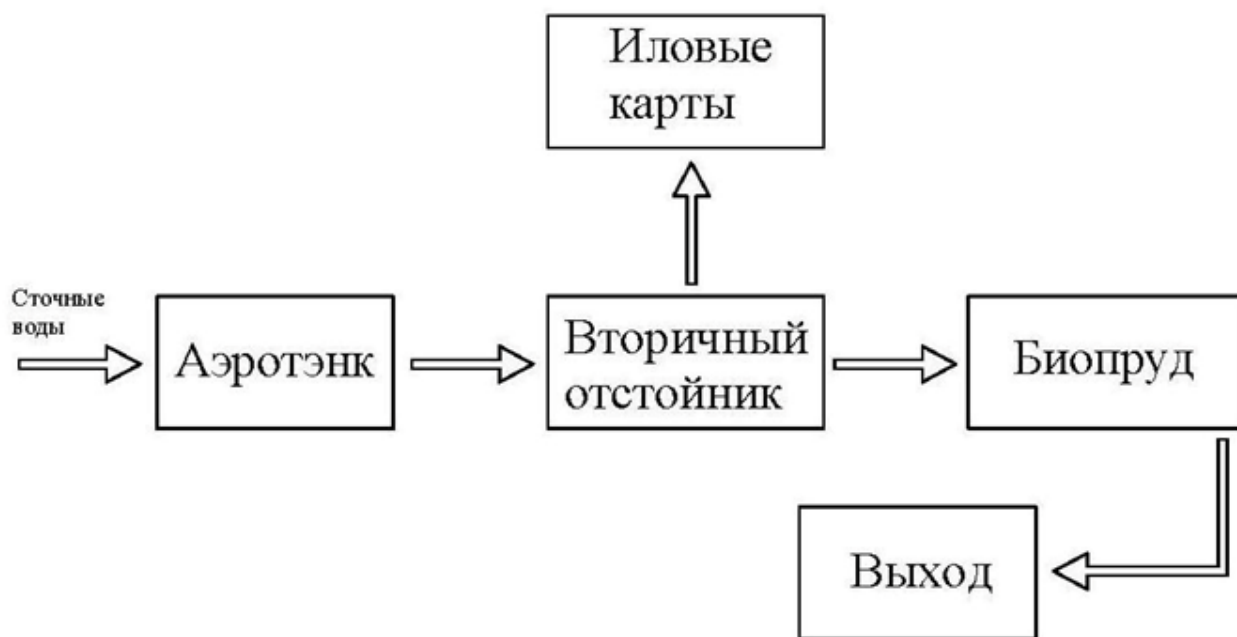 Иловые
карты
Сточные
воды
Аэротэнк
Вторичный
отстойник
Биопруд
Выход